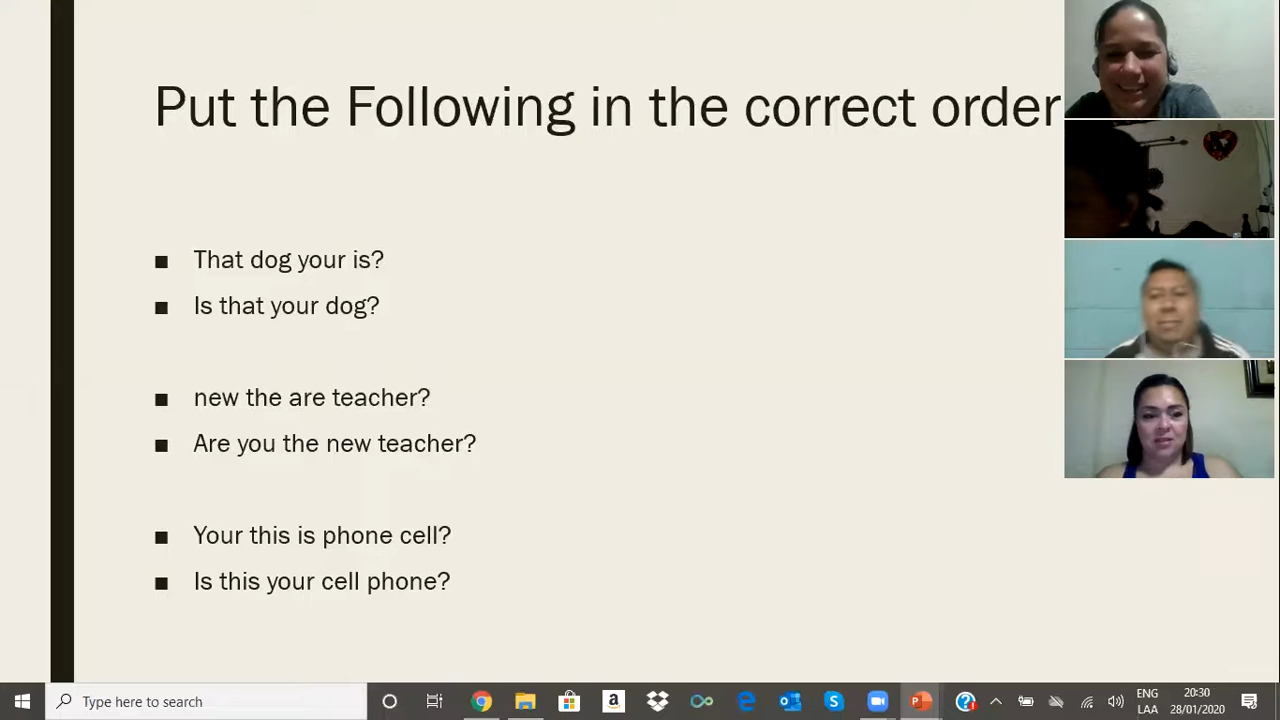 Put the Following in the correct order
That dog your is?
Is that your dog?
new the are teacher?
Are you the new teacher?
Your this is phone cell?
Is this your cell phone?
Type here to search
ENG
LAA
20:30
28/01/2020